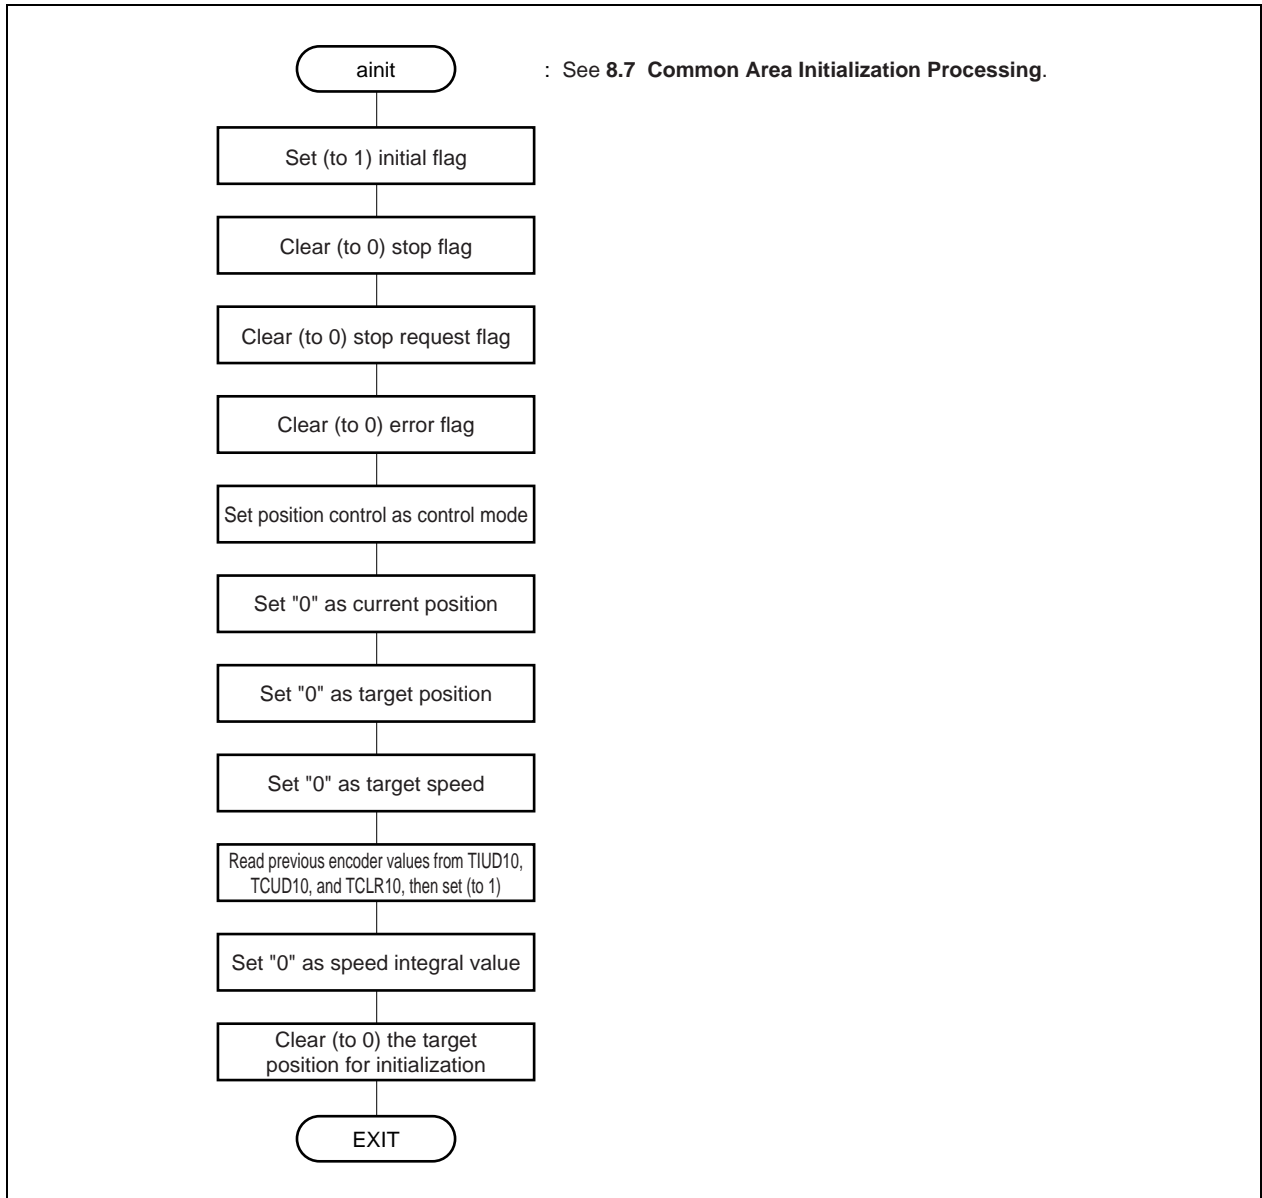 ainit : See 8.7 Common Area Initialization Processing.
Set (to 1) initial flag
Clear (to 0) stop flag
Clear (to 0) stop request flag
Clear (to 0) error flag
Set position control as control mode
Set "0" as current position
Set "0" as target position
Set "0" as target speed
Read previous encoder values from TIUD10,
TCUD10, and TCLR10, then set (to 1)
Set "0" as speed integral value
Clear (to 0) the target
position for initialization
EXIT